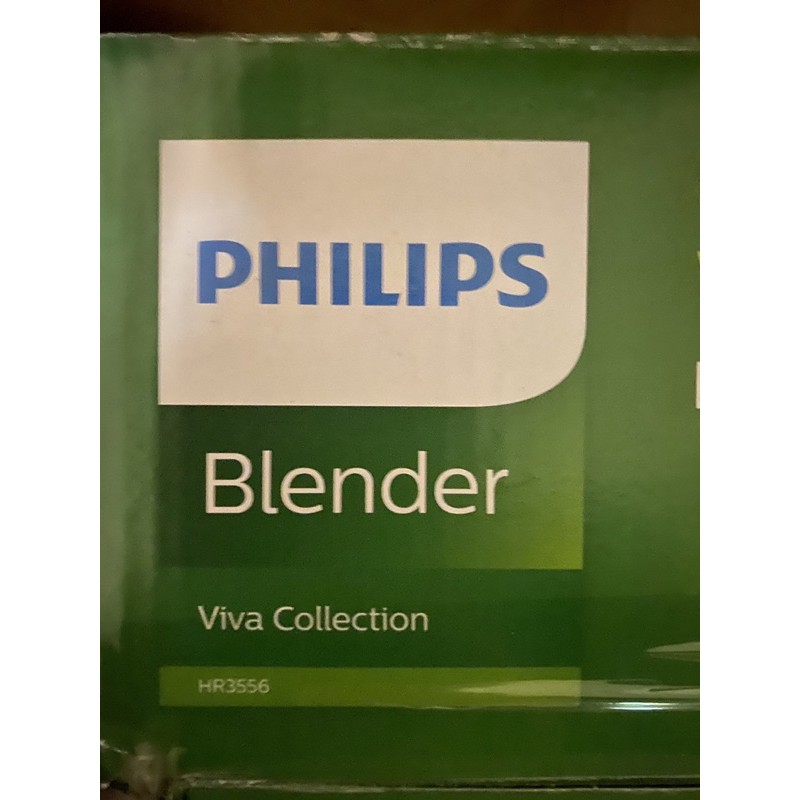 PHILIPS
Blender
Viva Collection
HR3556